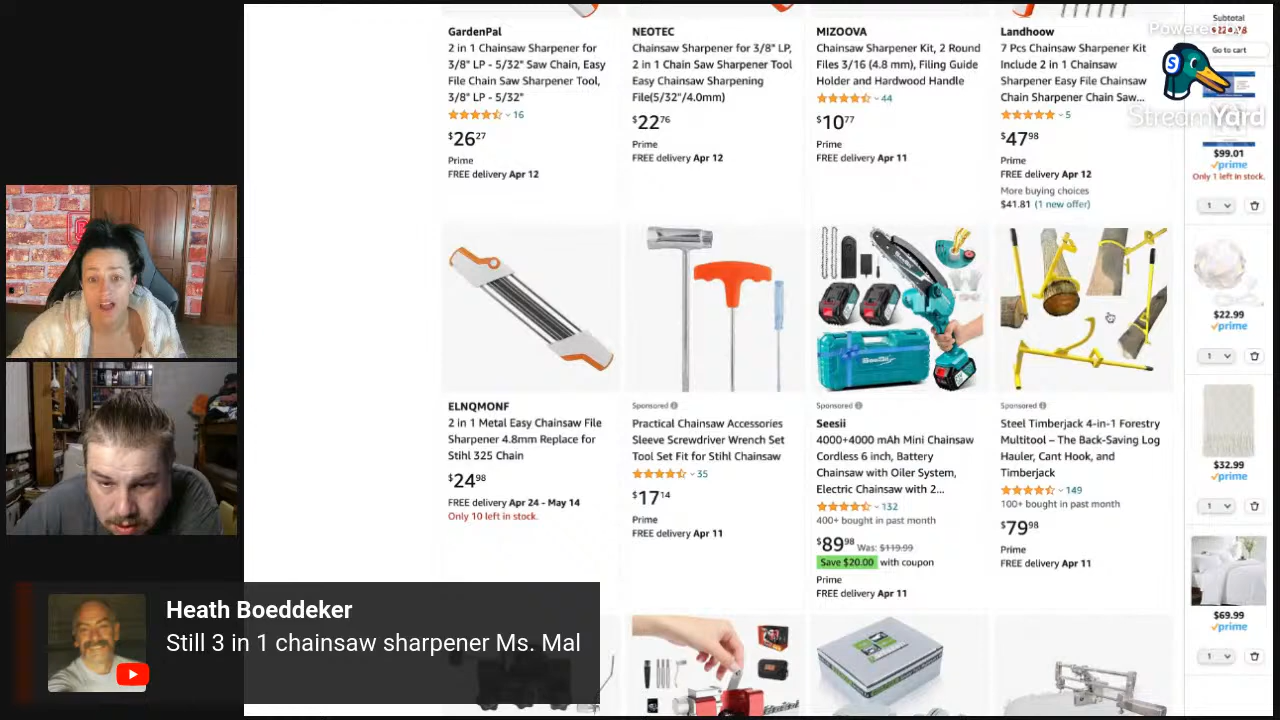 GardenPal
2 in 1 Chainsaw Sharpener for
3/8" LP - 5/32" Saw Chain, Easy
File Chain Saw Sharpener Tool,
3/8" LP - 5/32"
16
$26.27
Prime
FREE delivery Apr 12
NEOTEC
Chainsaw Sharpener for 3/8" LP,
2 in 1 Chain Saw Sharpener Tool
Easy Chainsaw Sharpening
File(5/32"/4.0mm)
$22.76
Prime
FREE delivery Apr 12
MIZOOVA
Chainsaw Sharpener Kit, 2 Round
Files 3/16 (4.8 mm), Filing Guide
Holder and Hardwood Handle
44
$10.77
Prime
FREE delivery Apr 11
Landhoow
7 Pcs Chainsaw Sharpener Kit
Include 2 in 1 Chainsaw
Sharpener Easy File Chainsaw
Chain Sharpener Chain Saw...
5
$47.98
Prime
FREE delivery Apr 12
More buying choices
$41.81 (1 new offer)
ELNQMONF
2 in 1 Metal Easy Chainsaw File
Sharpener 4.8mm Replace for
Stihl 325 Chain
$24.98
FREE delivery Apr 24 - May 14
Only 10 left in stock.
Sponsored
Practical Chainsaw Accessories
Sleeve Screwdriver Wrench Set
Tool Set Fit for Stihl Chainsaw
35
$17.14
Prime
FREE delivery Apr 11
Sponsored
Seesii
4000+4000 mAh Mini Chainsaw
Cordless 6 inch, Battery
Chainsaw with Oiler System,
Electric Chainsaw with 2...
132
400+ bought in past month
$89.98 Was: $119.99
Save $20.00 with coupon
Prime
FREE delivery Apr 11
Sponsored
Steel Timberjack 4-in-1 Forestry
Multitool – The Back-Saving Log
Hauler, Cant Hook, and
Timberjack
149
100+ bought in past month
$79.98
Prime
FREE delivery Apr 11
Subtotal
Go to cart
Powered by
S
StreamYard
$99.01
prime
Only 1 left in stock.
1
$22.99
prime
1
$32.99
prime
1
$69.99
prime
1
Heath Boeddeker
Still 3 in 1 chainsaw sharpener Ms. Mal